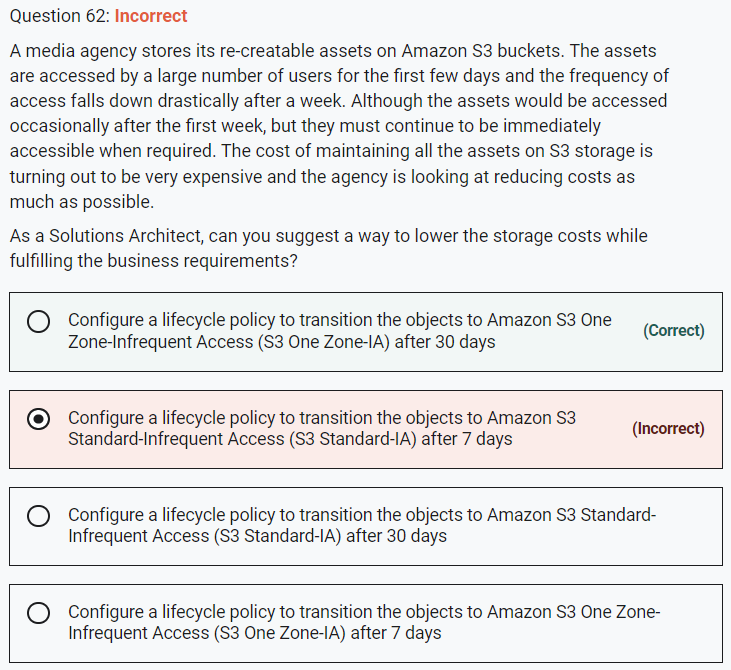 Question 62: Incorrect
A media agency stores its re-creatable assets on Amazon S3 buckets. The assets
are accessed by a large number of users for the first few days and the frequency of
access falls down drastically after a week. Although the assets would be accessed
occasionally after the first week, but they must continue to be immediately
accessible when required. The cost of maintaining all the assets on S3 storage is
turning out to be very expensive and the agency is looking at reducing costs as
much as possible.
As a Solutions Architect, can you suggest a way to lower the storage costs while
fulfilling the business requirements?
Configure a lifecycle policy to transition the objects to Amazon S3 One
Zone-Infrequent Access (S3 One Zone-IA) after 30 days
(Correct)
Configure a lifecycle policy to transition the objects to Amazon S3
Standard-Infrequent Access (S3 Standard-IA) after 7 days
(Incorrect)
Configure a lifecycle policy to transition the objects to Amazon S3 Standard-
Infrequent Access (S3 Standard-IA) after 30 days
Configure a lifecycle policy to transition the objects to Amazon S3 One Zone-
Infrequent Access (S3 One Zone-IA) after 7 days